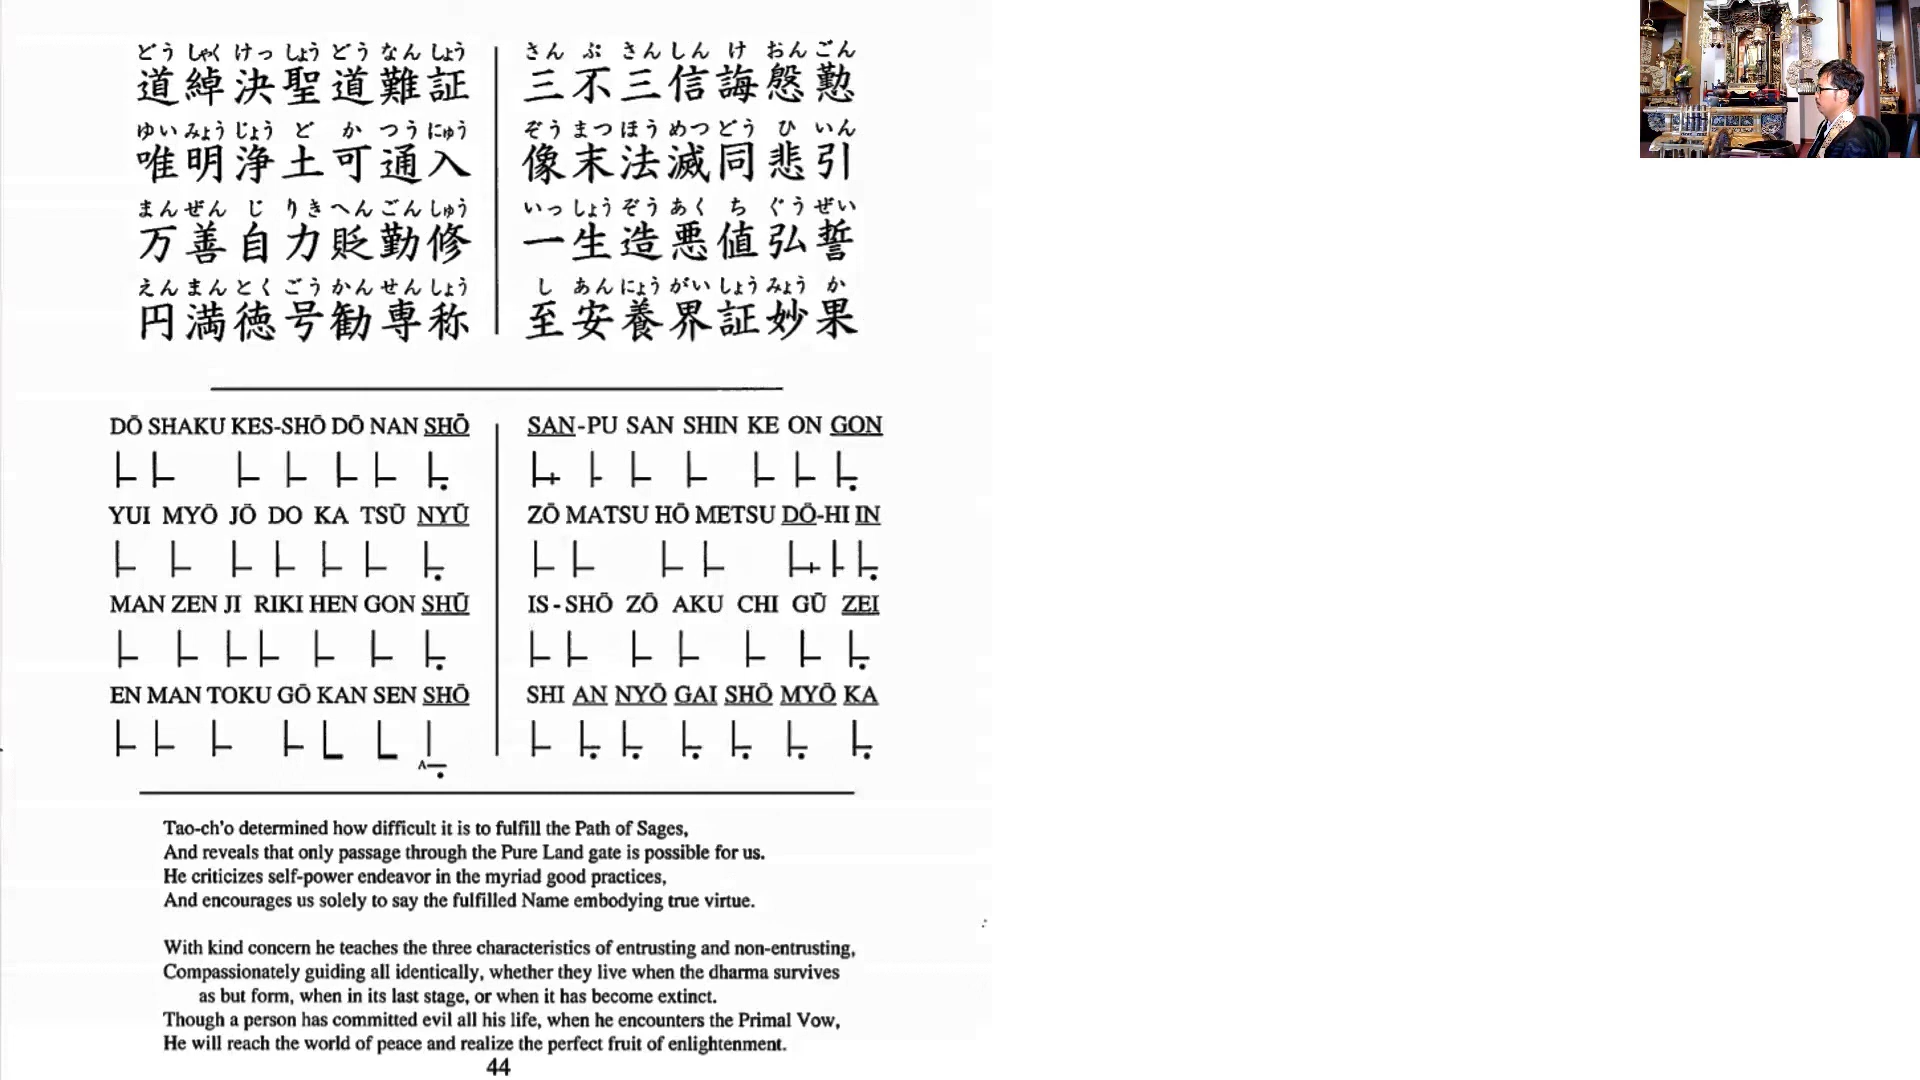 どう しゃく けっ しょう どう なん しょう
道綽決聖道難証
ゆい みょう じょう ど か つう にゅう
唯明浄土可通入
まん ぜん じ りき へん ごん しゅう
万善自力貶勤修
えん まん とく ごう かん せん しょう
円満徳号勧専称
さん ぷ さん しん け おん ごん
三不三信誨慇懃
ぞう まつ ほう めつ どう ひ いん
像末法滅同悲引
いっ しょう ぞう あく ち ぐう ぜい
一生造悪値弘誓
し あん にょう がい しょう みょう か
至安養界証妙果
DŌ SHAKU KES-SHŌ DŌ NAN SHŌ
YUI MYŌ JŌ DO KA TSŪ NYŪ
MAN ZEN JI RIKI HEN GON SHŪ
EN MAN TOKU GŌ KAN SEN SHŌ
SAN-PU SAN SHIN KE ON GON
ZŌ MATSU HŌ METSU DŌ-HI IN
IS-SHŌ ZŌ AKU CHI GŪ ZEI
SHI AN NYŌ GAI SHŌ MYŌ KA
Tao-ch'o determined how difficult it is to fulfill the Path of Sages,
And reveals that only passage through the Pure Land gate is possible for us.
He criticizes self-power endeavor in the myriad good practices,
And encourages us solely to say the fulfilled Name embodying true virtue.
With kind concern he teaches the three characteristics of entrusting and non-entrusting,
Compassionately guiding all identically, whether they live when the dharma survives
as but form, when in its last stage, or when it has become extinct.
Though a person has committed evil all his life, when he encounters the Primal Vow,
He will reach the world of peace and realize the perfect fruit of enlightenment.
44